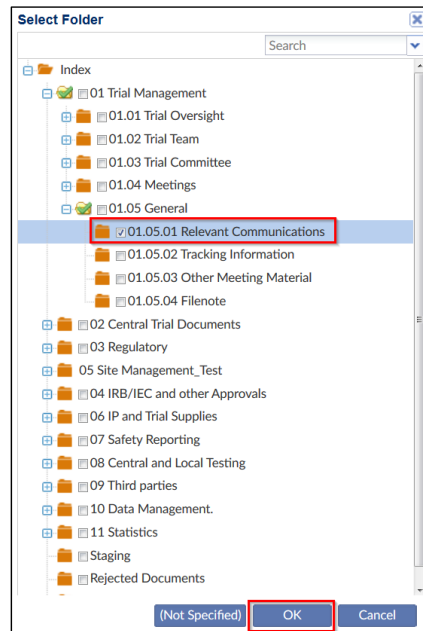 Select Folder
Search
Index
01 Trial Management
01.01 Trial Oversight
01.02 Trial Team
01.03 Trial Committee
01.04 Meetings
01.05 General
01.05.01 Relevant Communications
01.05.02 Tracking Information
01.05.03 Other Meeting Material
01.05.04 Filenote
02 Central Trial Documents
03 Regulatory
05 Site Management_Test
04 IRB/IEC and other Approvals
06 IP and Trial Supplies
07 Safety Reporting
08 Central and Local Testing
09 Third parties
10 Data Management.
11 Statistics
Staging
Rejected Documents
(Not Specified) OK Cancel